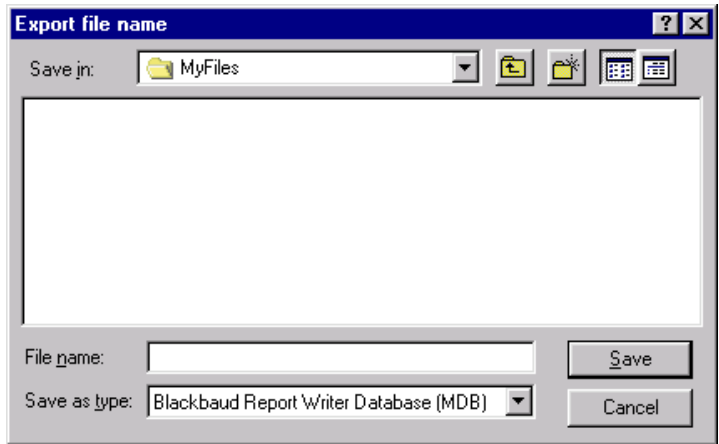 Export file name
Save in: MyFiles
File name: Save
Save as type: Blackbaud Report Writer Database (MDB) Cancel